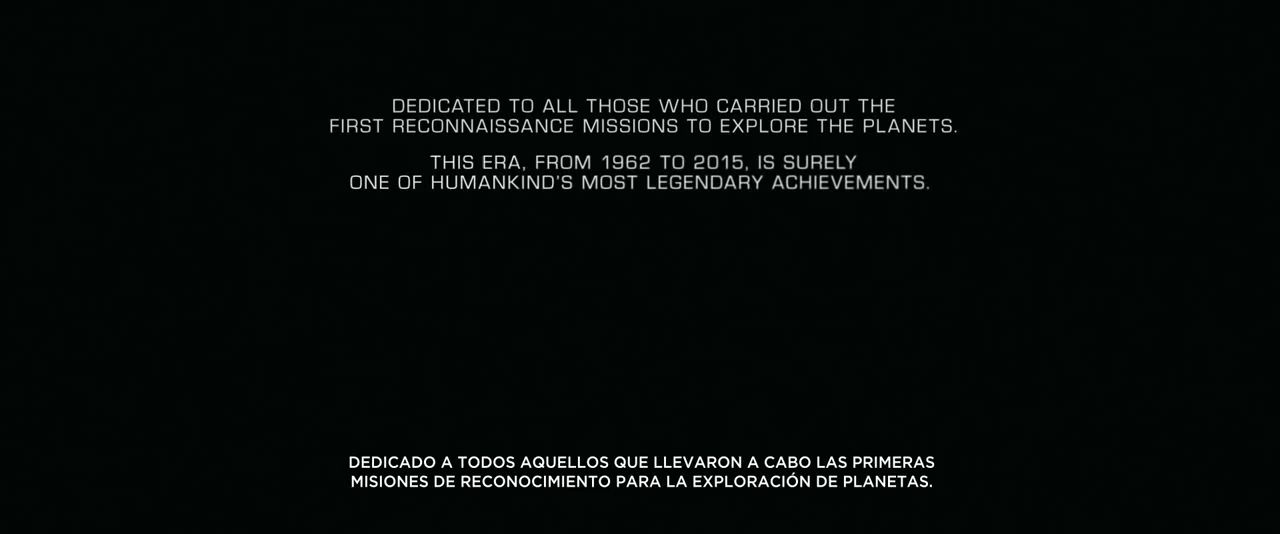 DEDICATED TO ALL THOSE WHO CARRIED OUT THE
FIRST RECONNAISSANCE MISSIONS TO EXPLORE THE PLANETS.
THIS ERA, FROM 1962 TO 2015, IS SURELY
ONE OF HUMANKIND'S MOST LEGENDARY ACHIEVEMENTS.
DEDICADO A TODOS AQUELLOS QUE LLEVARON A CABO LAS PRIMERAS
MISIONES DE RECONOCIMIENTO PARA LA EXPLORACIÓN DE PLANETAS.